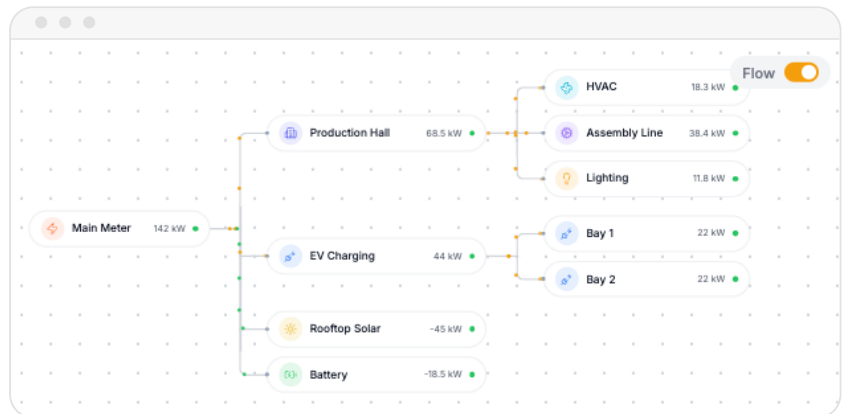 Flow
HVAC 18.3 kW
Production Hall 68.5 kW
Assembly Line 38.4 kW
Lighting 11.8 kW
Main Meter 142 kW
Bay 1 22 kW
EV Charging 44 kW
Bay 2 22 kW
Rooftop Solar -45 kW
Battery -18.5 kW